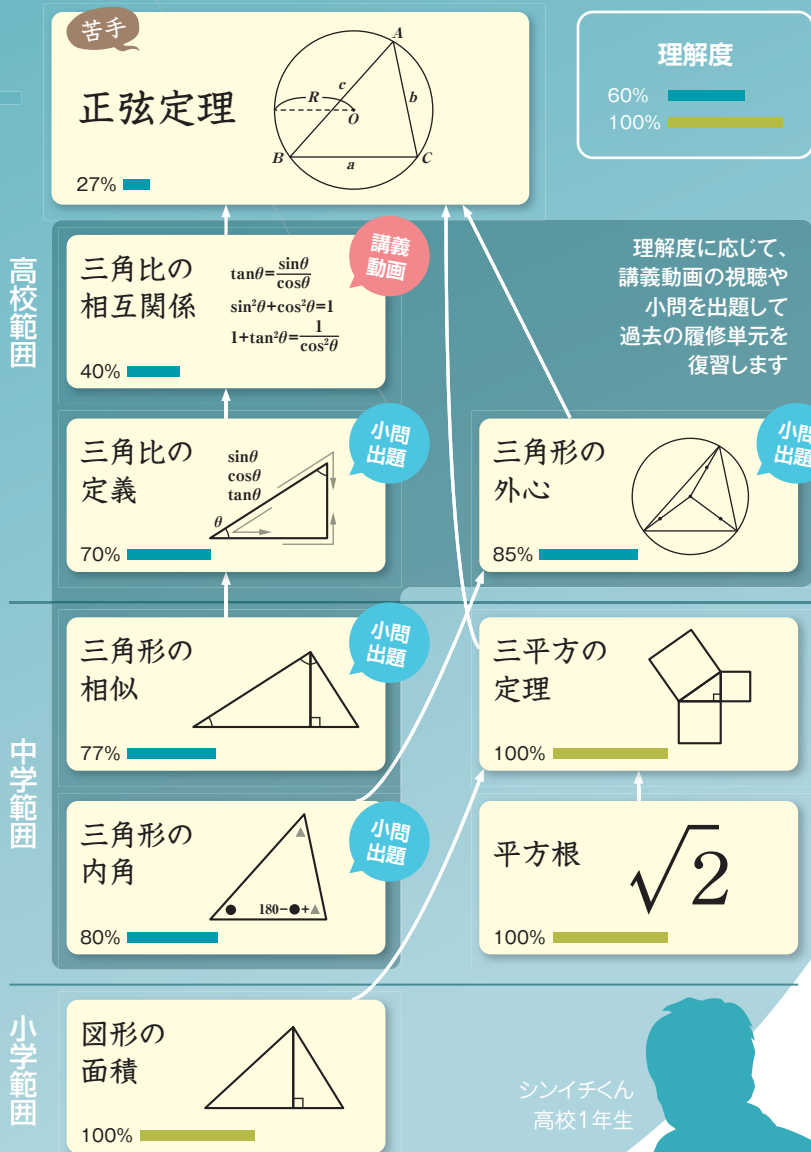 苦手
正弦定理
A
c
R
b
O
B
C
a
27%
理解度
60%
100%
高校範囲
三角比の
相互関係
tanθ=sinθ/cosθ
sin²θ+cos²θ=1
1+tan²θ=1/cos²θ
講義
動画
40%
理解度に応じて、
講義動画の視聴や
小問を出題して
過去の履修単元を
復習します
三角比の
定義
sinθ
cosθ
tanθ
θ
小問
出題
70%
三角形の
外心
小問
出題
85%
中学範囲
三角形の
相似
小問
出題
77%
三平方の
定理
100%
三角形の
内角
180−●+▲
小問
出題
80%
平方根
√2
100%
小学範囲
図形の
面積
100%
シンイチくん
高校1年生